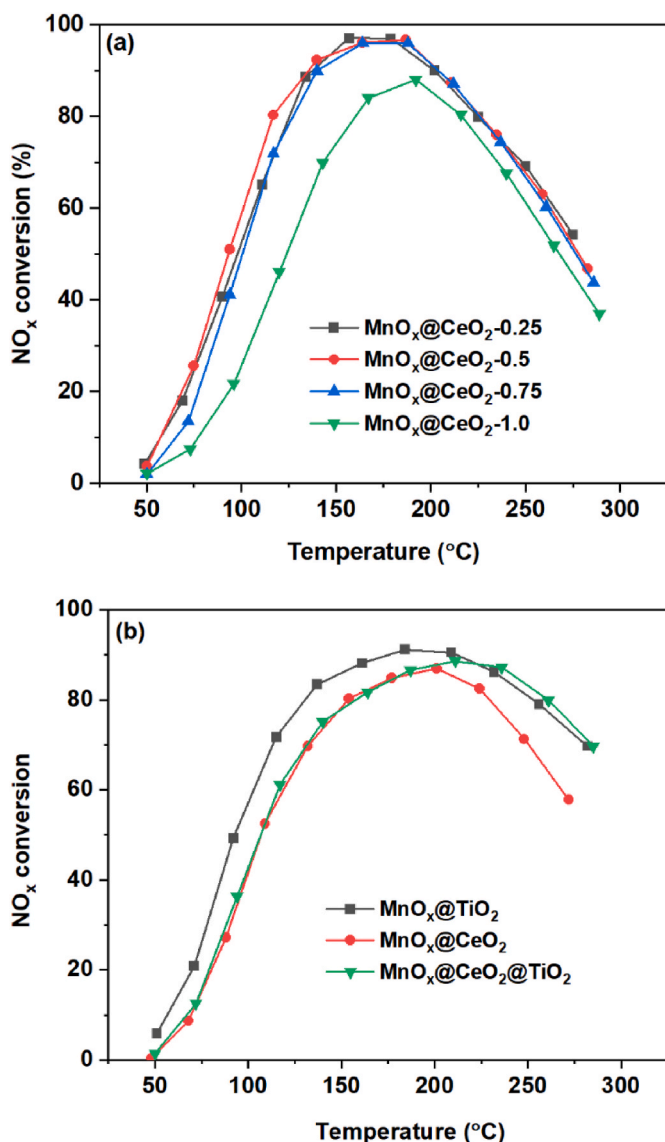 (a)
100
80
60
40
20
0
NOx conversion (%)
MnOx@CeO2-0.25
MnOx@CeO2-0.5
MnOx@CeO2-0.75
MnOx@CeO2-1.0
50 100 150 200 250 300
Temperature (°C)
(b)
100
80
60
40
20
0
NOx conversion
MnOx@TiO2
MnOx@CeO2
MnOx@CeO2@TiO2
50 100 150 200 250 300
Temperature (°C)